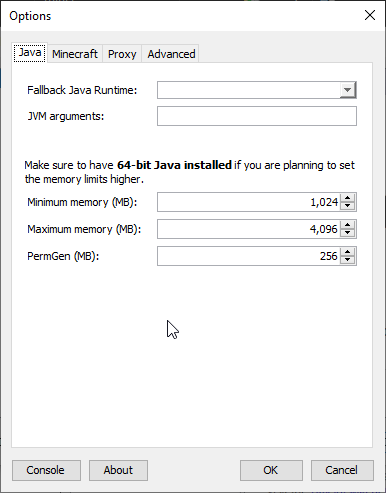 Options
Java Minecraft Proxy Advanced
Fallback Java Runtime:
JVM arguments:
Make sure to have 64-bit Java installed if you are planning to set
the memory limits higher.
Minimum memory (MB): 1,024
Maximum memory (MB): 4,096
PermGen (MB): 256
Console About OK Cancel